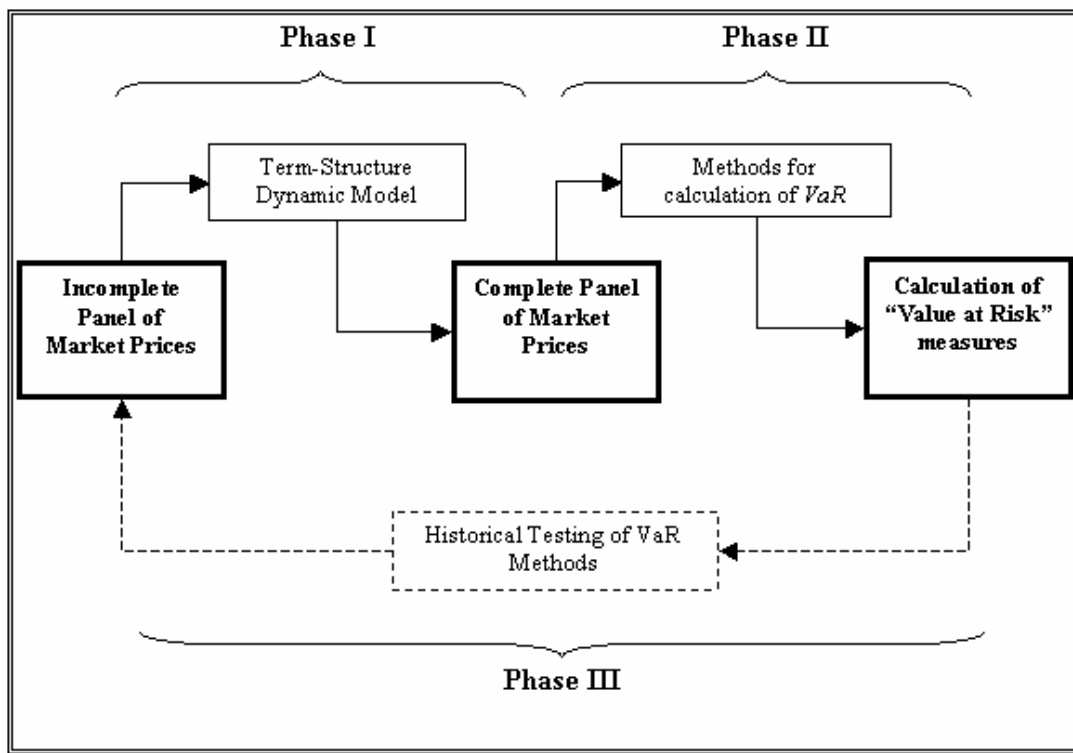 Phase I
Phase II
Term-Structure
Dynamic Model
Methods for
calculation of VaR
Incomplete
Panel of
Market Prices
Complete Panel
of Market
Prices
Calculation of
“Value at Risk”
measures
Historical Testing of VaR
Methods
Phase III